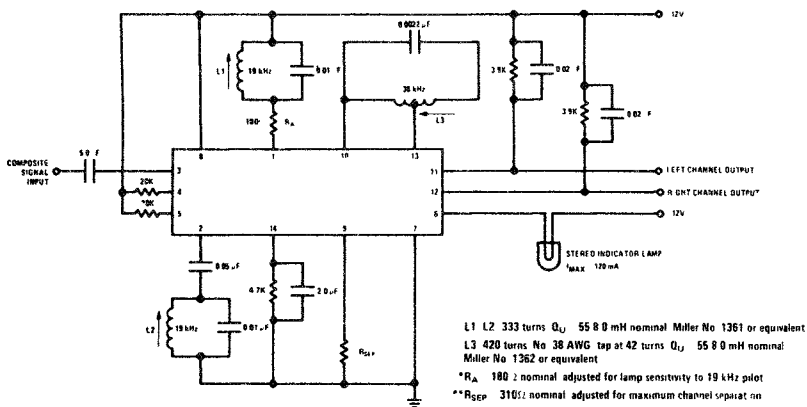 12V
0.0022 µF
L1
19 kHz
0.01 F
38 kHz
3.9K
0.02 F
3.9K
0.02 F
180*
RA
L3
5.0 F
COMPOSITE
SIGNAL
INPUT
8
1
10
13
3
11
LEFT CHANNEL OUTPUT
20K
4
12
RIGHT CHANNEL OUTPUT
5
6
12V
2
14
9
7
STEREO INDICATOR LAMP
IMAX 120 mA
0.05 µF
4.7K
2.0 µF
L2
19 kHz
0.01 µF
RSEP
L1 L2 333 turns QU 55 8.0 mH nominal Miller No 1361 or equivalent
L3 420 turns No 38 AWG tap at 42 turns QU 55 8.0 mH nominal
Miller No 1362 or equivalent
*RA 180 Ω nominal adjusted for lamp sensitivity to 19 kHz pilot
**RSEP 310Ω nominal adjusted for maximum channel separation